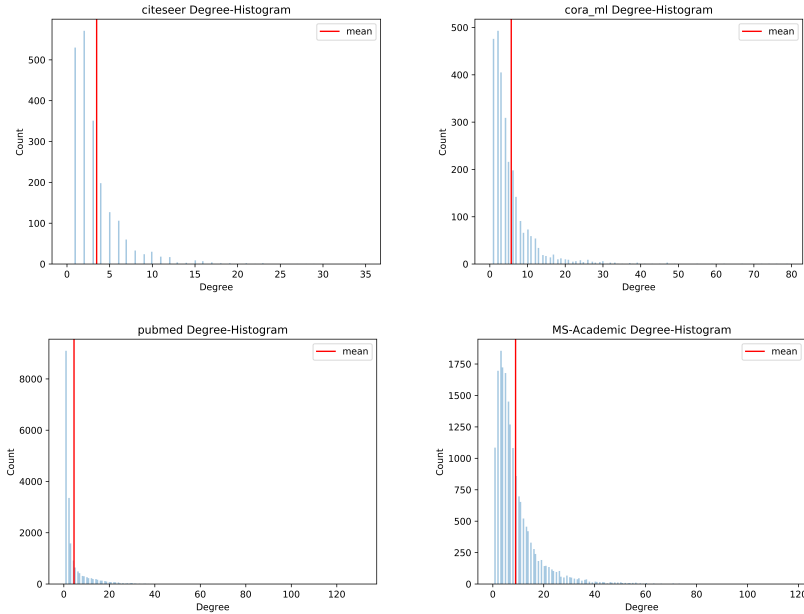 citeseer Degree-Histogram
mean
Count
500
400
300
200
100
0
0 5 10 15 20 25 30 35
Degree
cora_ml Degree-Histogram
mean
Count
500
400
300
200
100
0
0 10 20 30 40 50 60 70 80
Degree
pubmed Degree-Histogram
mean
Count
8000
6000
4000
2000
0
0 20 40 60 80 100 120
Degree
MS-Academic Degree-Histogram
mean
Count
1750
1500
1250
1000
750
500
250
0
0 20 40 60 80 100 120
Degree